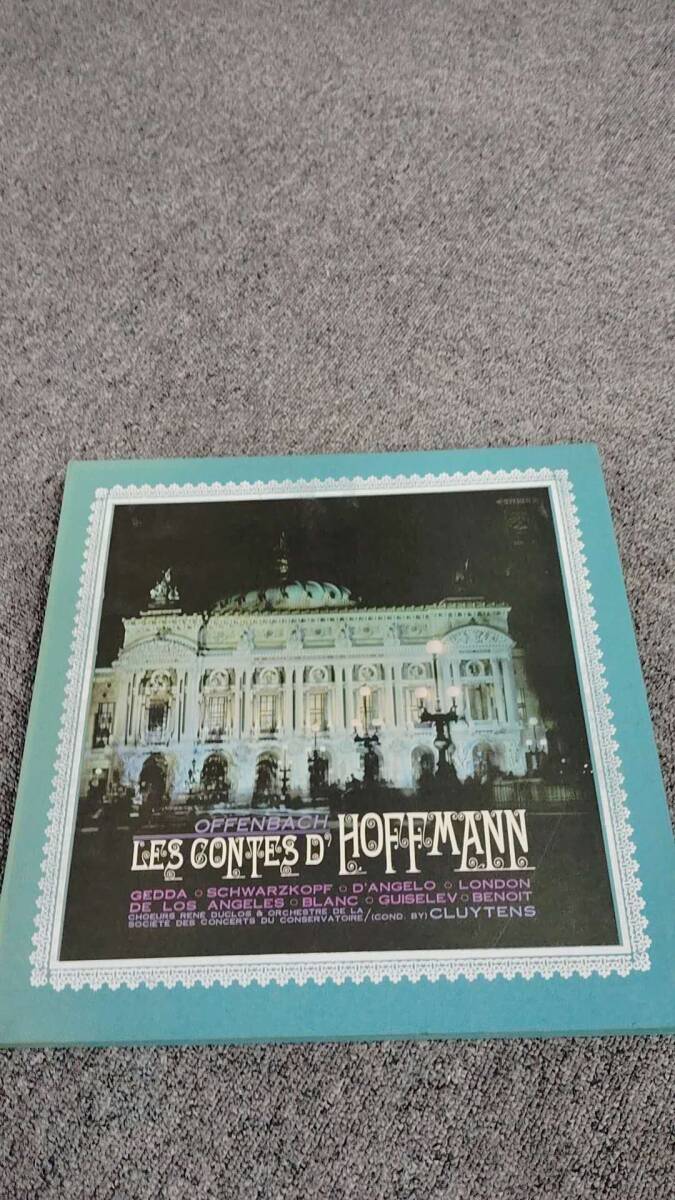 OFFENBACH
LES CONTES D'HOFFMANN
GEDDA ○ SCHWARZKOPF ○ D'ANGELO ○ LONDON
DE LOS ANGELES ○ BLANC ○ GUISELEV ○ BENOIT
CHOEURS RENE DUCLOS & ORCHESTRE DE LA
SOCIETE DES CONCERTS DU CONSERVATOIRE/(COND. BY) CLUYTENS